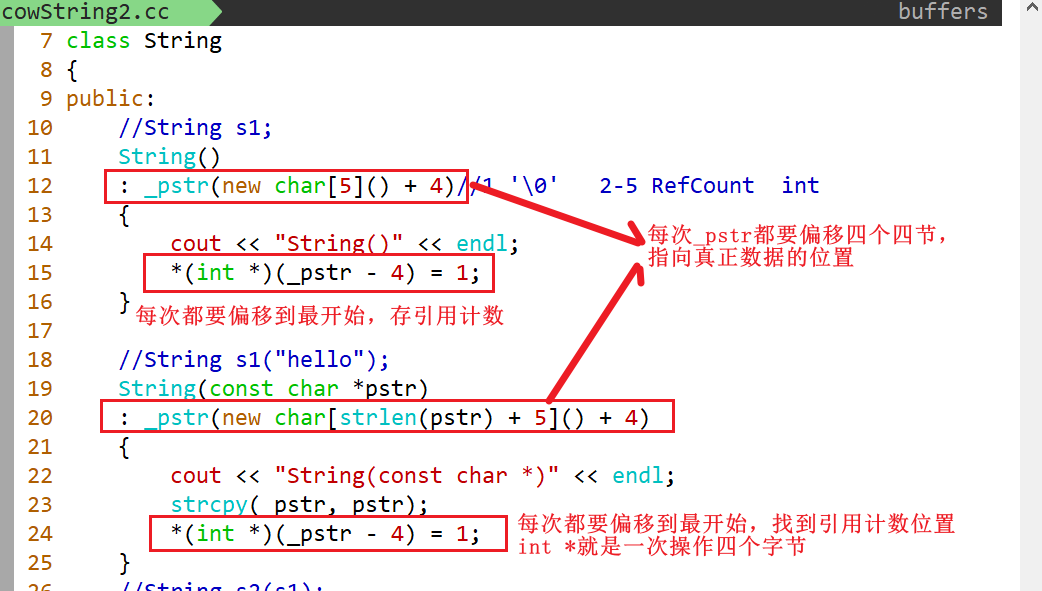 cowString2.cc buffers
7 class String
8 {
9 public:
10 //String s1;
11 String()
12 : _pstr(new char[5]() + 4)//1 '\0' 2-5 RefCount int
13 {
每次_pstr都要偏移四个四节，
指向真正数据的位置
14 cout << "String()" << endl;
15 *(int *)(_pstr - 4) = 1;
16 }
每次都要偏移到最开始，存引用计数
17
18 //String s1("hello");
19 String(const char *pstr)
20 : _pstr(new char[strlen(pstr) + 5]() + 4)
21 {
22 cout << "String(const char *)" << endl;
23 strcpy(_pstr, pstr);
24 *(int *)(_pstr - 4) = 1;
每次都要偏移到最开始，找到引用计数位置
int *就是一次操作四个字节
25 }
26 //String s2(s1);